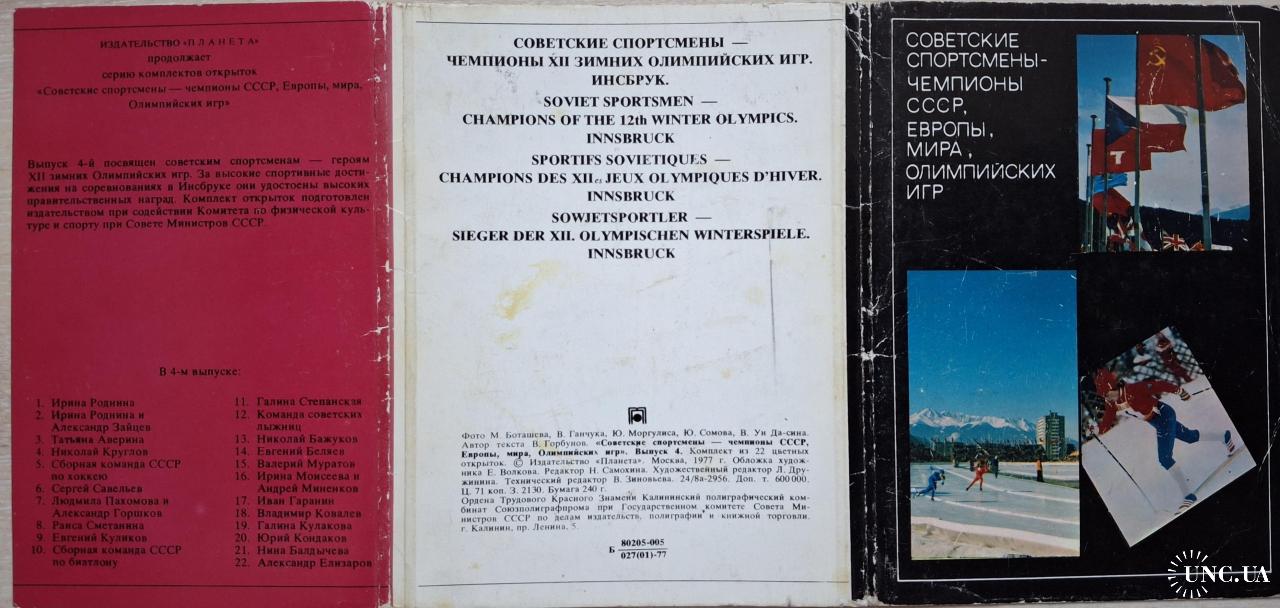 ИЗДАТЕЛЬСТВО «ПЛАНЕТА»
продолжает
серию комплектов открыток
«Советские спортсмены — чемпионы СССР, Европы, мира,
Олимпийских игр»
Выпуск 4-й посвящен советским спортсменам — героям
XII зимних Олимпийских игр. За высокие спортивные дости-
жения на соревнованиях в Инсбруке они удостоены высоких
правительственных наград. Комплект открыток подготовлен
издательством при содействии Комитета по физической куль-
туре и спорту при Совете Министров СССР.
В 4-м выпуске:
1. Ирина Роднина
2. Ирина Роднина и
Александр Зайцев
3. Татьяна Аверина
4. Николай Круглов
5. Сборная команда СССР
по хоккею
6. Сергей Савельев
7. Людмила Пахомова и
Александр Горшков
8. Раиса Сметанина
9. Евгений Куликов
10. Сборная команда СССР
по биатлону
11. Галина Степанская
12. Команда советских
лыжниц
13. Николай Бажуков
14. Евгений Беляев
15. Валерий Муратов
16. Ирина Моисеева и
Андрей Миненков
17. Иван Гаранин
18. Владимир Ковалев
19. Галина Кулакова
20. Юрий Кондаков
21. Нина Балдычева
22. Александр Елизаров
СОВЕТСКИЕ СПОРТСМЕНЫ —
ЧЕМПИОНЫ XII ЗИМНИХ ОЛИМПИЙСКИХ ИГР.
ИНСБРУК.
SOVIET SPORTSMEN —
CHAMPIONS OF THE 12th WINTER OLYMPICS.
INNSBRUCK
SPORTIFS SOVIETIQUES —
CHAMPIONS DES XIIes JEUX OLYMPIQUES D'HIVER.
INNSBRUCK
SOWJETSPORTLER —
SIEGER DER XII. OLYMPISCHEN WINTERSPIELE.
INNSBRUCK
Фото М. Боташева, В. Ганчука, Ю. Моргулиса, Ю. Сомова, В. Ун Да-сина.
Автор текста В. Горбунов. «Советские спортсмены — чемпионы СССР,
Европы, мира, Олимпийских игр». Выпуск 4. Комплект из 22 цветных
открыток. © Издательство «Планета». Москва, 1977 г. Обложка худож-
ника Е. Волкова. Редактор Н. Самохина. Художественный редактор Л. Дру-
жинина. Технический редактор В. Зиновьева. 24/8а-2956. Доп. т. 600 000.
Ц. 71 коп. З. 2130. Бумага 240 г.
Ордена Трудового Красного Знамени Калининский полиграфический ком-
бинат Союзполиграфпрома при Государственном комитете Совета Ми-
нистров СССР по делам издательств, полиграфии и книжной торговли.
г. Калинин, пр. Ленина, 5.
Б 80205-005
027(01)-77
СОВЕТСКИЕ
СПОРТСМЕНЫ-
ЧЕМПИОНЫ
СССР,
ЕВРОПЫ,
МИРА,
ОЛИМПИЙСКИХ
ИГР
UNC.UA